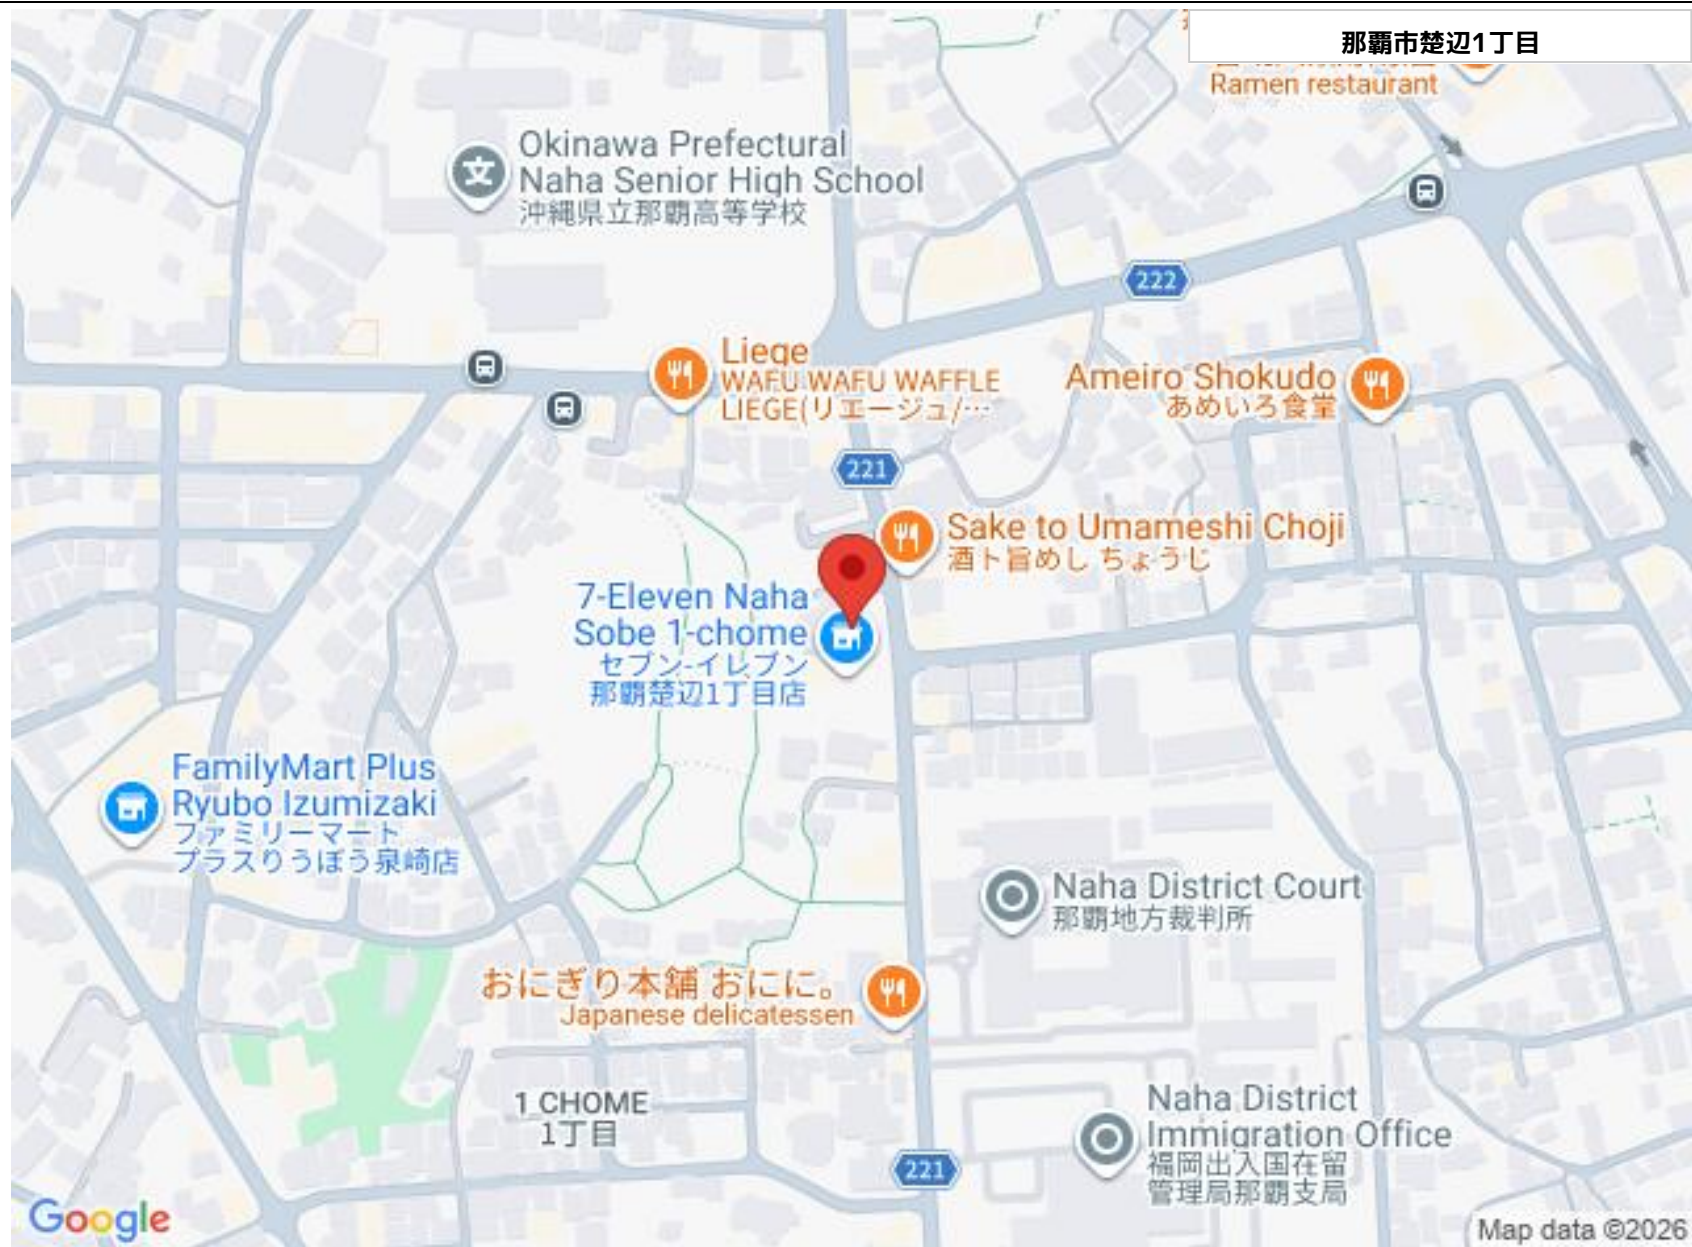 那覇市楚辺1丁目
Ramen restaurant
Okinawa Prefectural
Naha Senior High School
沖縄県立那覇高等学校
222
Liege
WAFU WAFU WAFFLE
LIEGE(リエージュ/…
Ameiro Shokudo
あめいろ食堂
221
Sake to Umameshi Choji
酒ト旨めし ちょうじ
7-Eleven Naha
Sobe 1-chome
セブン-イレブン
那覇楚辺1丁目店
FamilyMart Plus
Ryubo Izumizaki
ファミリーマート
プラスりうぼう泉崎店
Naha District Court
那覇地方裁判所
おにぎり本舗 おにに。
Japanese delicatessen
1 CHOME
1丁目
Naha District
Immigration Office
福岡出入国在留
管理局那覇支局
221
Google
Map data ©2026